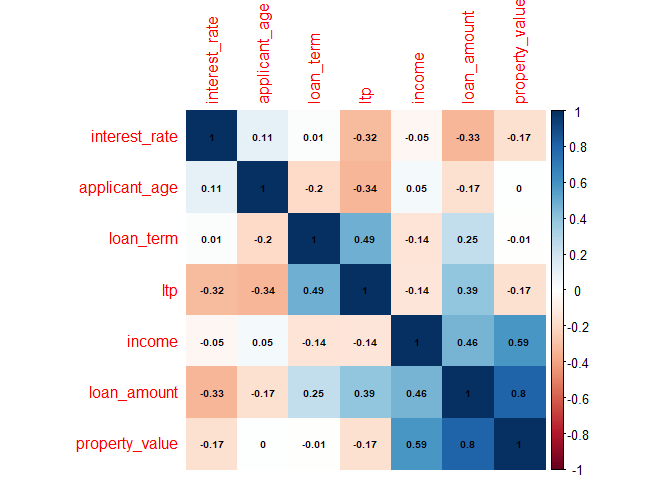 interest_rate applicant_age loan_term ltp income loan_amount property_value
interest_rate 1 0.11 0.01 -0.32 -0.05 -0.33 -0.17
applicant_age 0.11 1 -0.2 -0.34 0.05 -0.17 0
loan_term 0.01 -0.2 1 0.49 -0.14 0.25 -0.01
ltp -0.32 -0.34 0.49 1 -0.14 0.39 -0.17
income -0.05 0.05 -0.14 -0.14 1 0.46 0.59
loan_amount -0.33 -0.17 0.25 0.39 0.46 1 0.8
property_value -0.17 0 -0.01 -0.17 0.59 0.8 1
1
0.8
0.6
0.4
0.2
0
-0.2
-0.4
-0.6
-0.8
-1